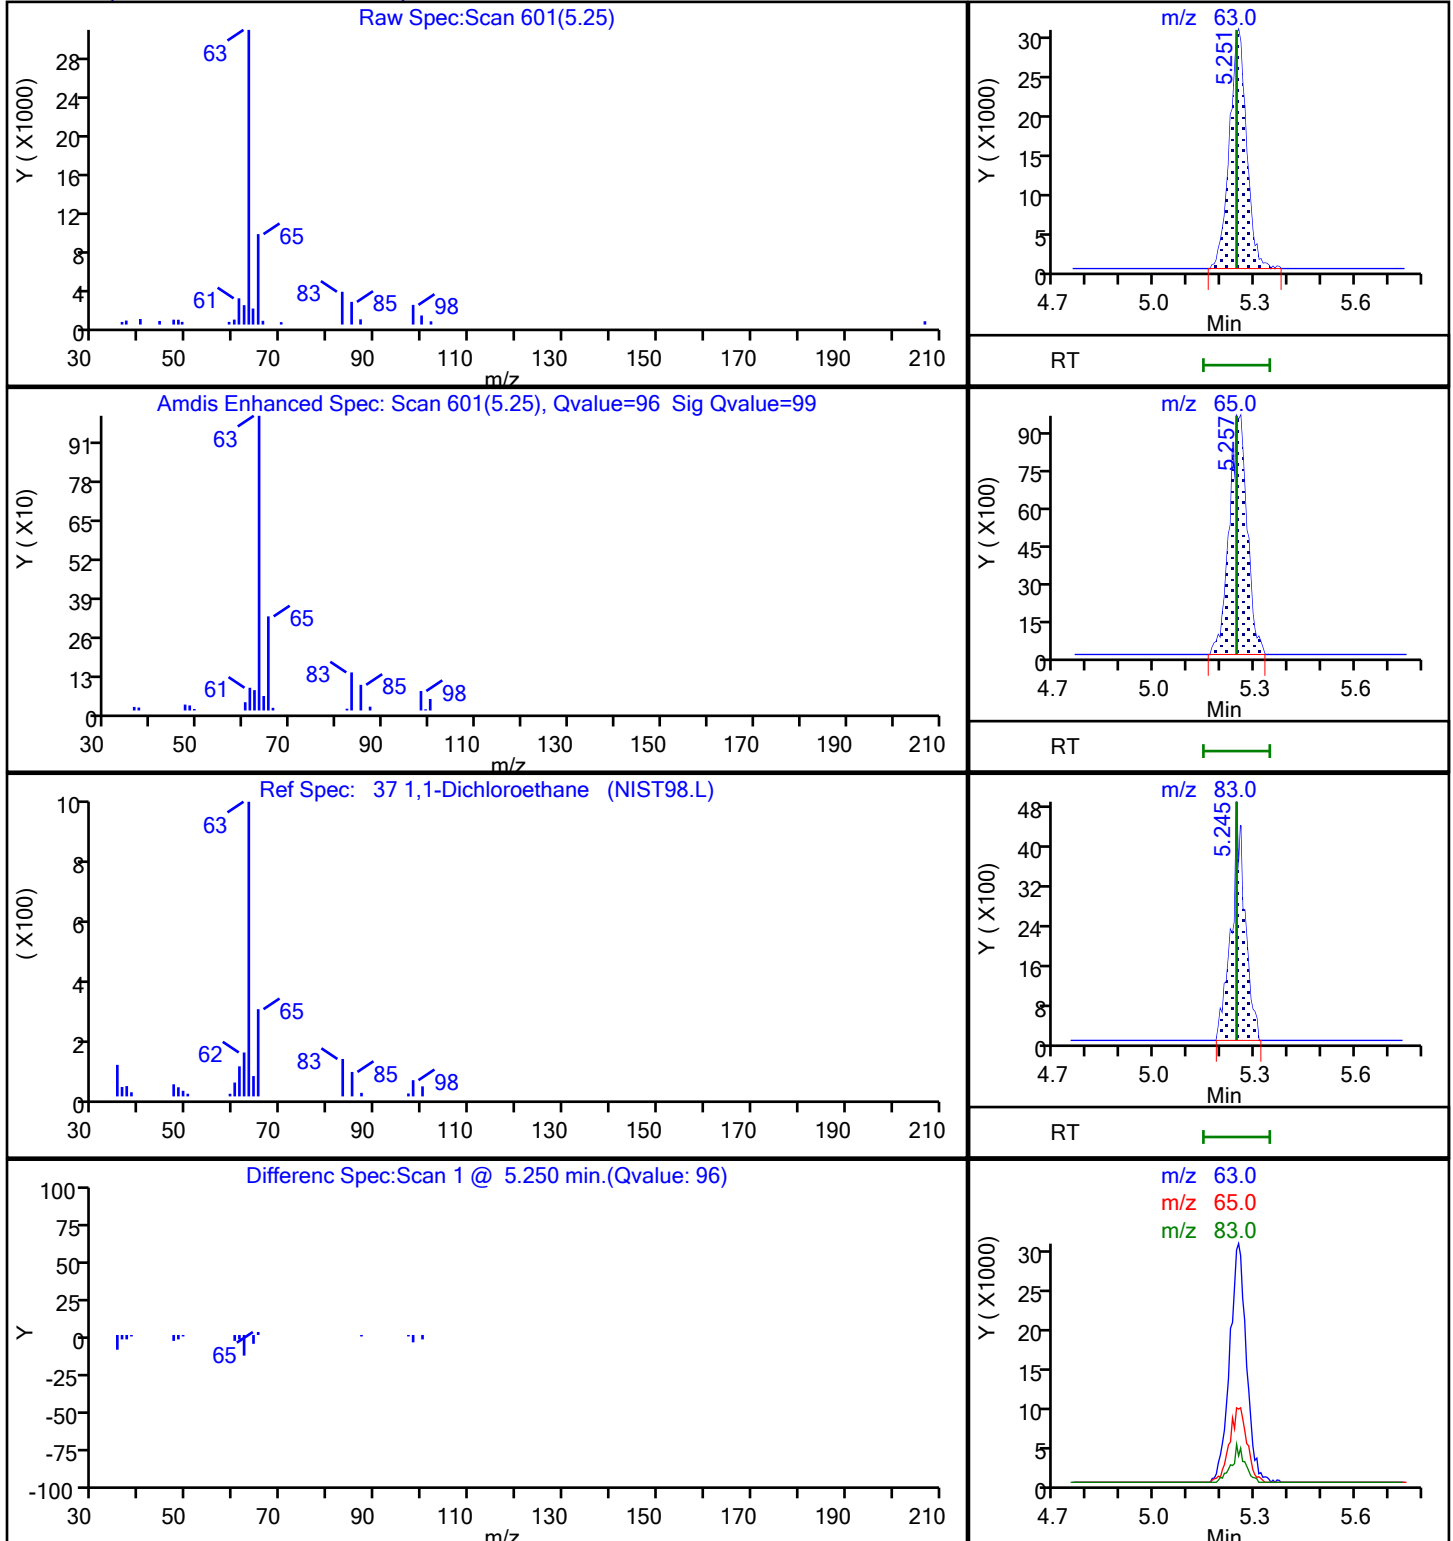 Raw Spec:Scan 601(5.25)
Y ( X1000)
28
24
20
16
12
8
4
0
63
65
61
83
85
98
30 50 70 90 110 130 150 170 190 210
m/z
m/z 63.0
Y ( X1000)
30
25
20
15
10
5
0
5.251
4.7 5.0 5.3 5.6
Min
RT
Amdis Enhanced Spec: Scan 601(5.25), Qvalue=96 Sig Qvalue=99
Y ( X10)
91
78
65
52
39
26
13
0
63
65
61
83
85
98
30 50 70 90 110 130 150 170 190 210
m/z
m/z 65.0
Y ( X100)
90
75
60
45
30
15
0
5.257
4.7 5.0 5.3 5.6
Min
RT
Ref Spec: 37 1,1-Dichloroethane (NIST98.L)
( X100)
10
8
6
4
2
0
63
65
62
83
85
98
30 50 70 90 110 130 150 170 190 210
m/z 83.0
Y ( X100)
48
40
32
24
16
8
0
5.245
4.7 5.0 5.3 5.6
Min
RT
Differenc Spec:Scan 1 @ 5.250 min.(Qvalue: 96)
Y
100
75
50
25
0
-25
-50
-75
-100
65
30 50 70 90 110 130 150 170 190 210
m/z
m/z 63.0
m/z 65.0
m/z 83.0
Y ( X1000)
30
25
20
15
10
5
0
4.7 5.0 5.3 5.6
Min